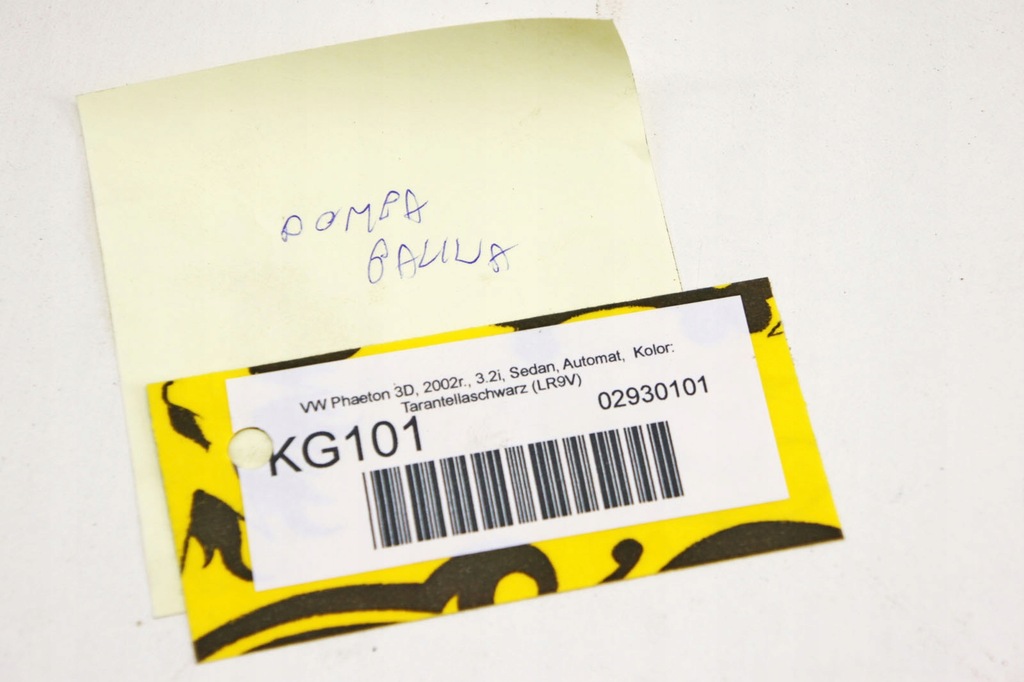 POMPA
PALIWA
VW Phaeton 3D, 2002r., 3.2i, Sedan, Automat, Kolor:
Tarantellaschwarz (LR9V)
02930101
KG101